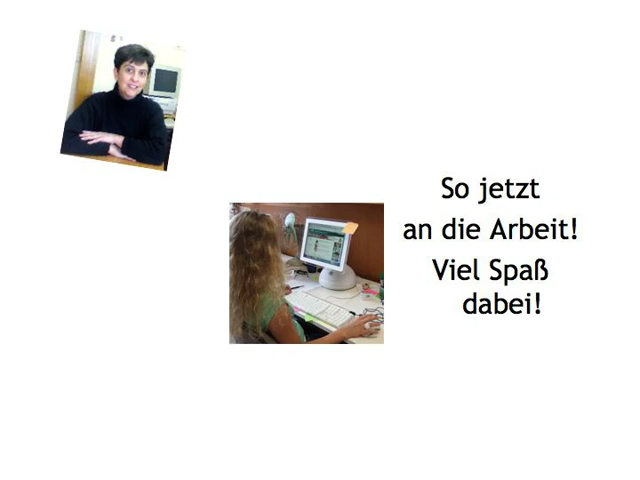 So jetzt
an die Arbeit!
Viel Spaß
dabei!